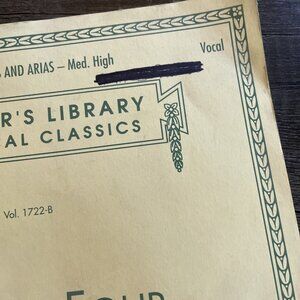 AND ARIAS – Med. High
Vocal
R'S LIBRARY
AL CLASSICS
Vol. 1722-B